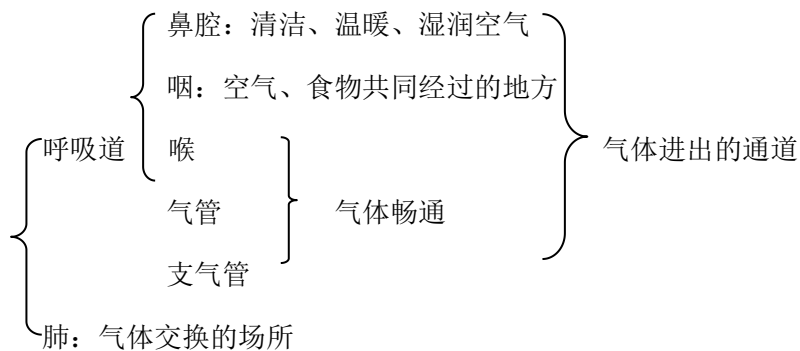 鼻腔：清洁、温暖、湿润空气
咽：空气、食物共同经过的地方
呼吸道 喉 气体进出的通道
气管 气体畅通
支气管
肺：气体交换的场所